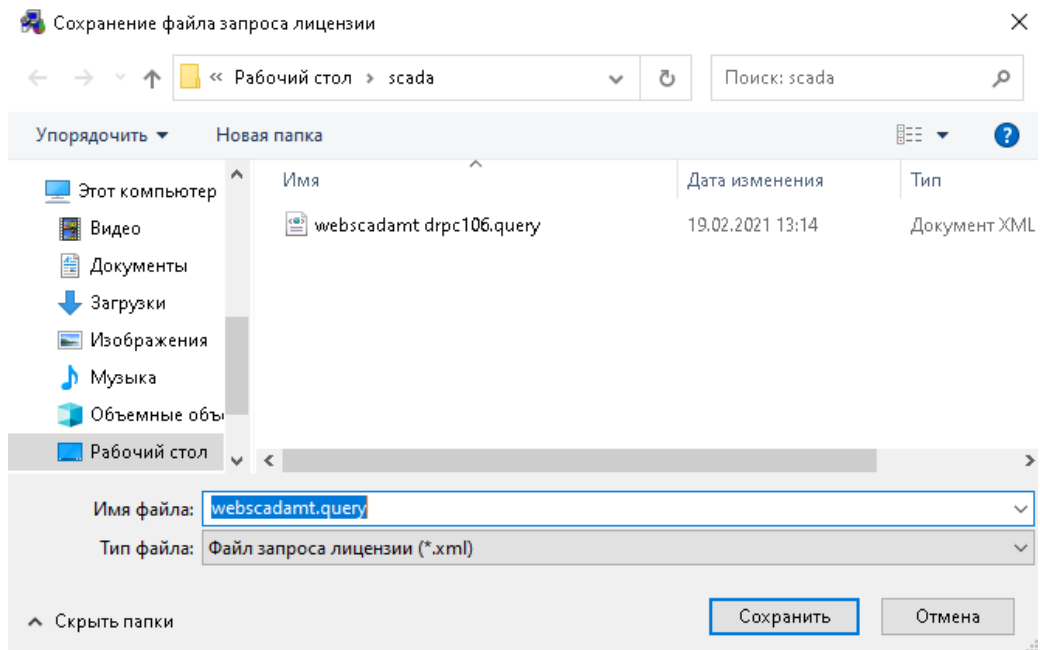 Сохранение файла запроса лицензии
« Рабочий стол › scada
Поиск: scada
Упорядочить
Новая папка
Имя
Дата изменения
Тип
Этот компьютер
Видео
Документы
Загрузки
Изображения
Музыка
Объемные объ
Рабочий стол
webscadamt drpc106.query
19.02.2021 13:14
Документ XML
Имя файла: webscadamt.query
Тип файла: Файл запроса лицензии (*.xml)
Скрыть папки
Сохранить
Отмена